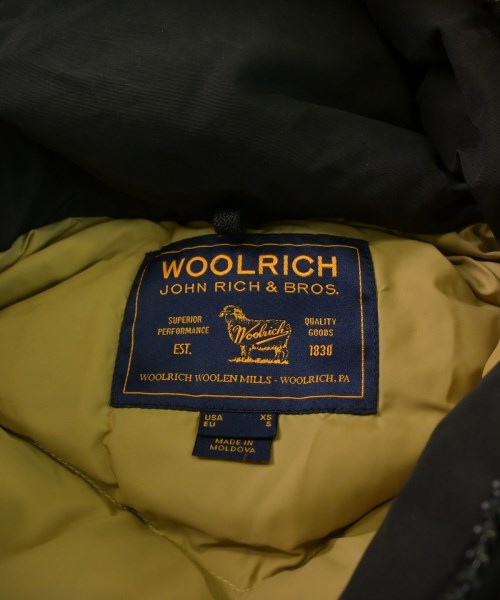 WOOLRICH
JOHN RICH & BROS.
SUPERIOR PERFORMANCE
QUALITY GOODS
Woolrich
EST.
1830
WOOLRICH WOOLEN MILLS - WOOLRICH, PA
USA XS
EU S
MADE IN
MOLDOVA